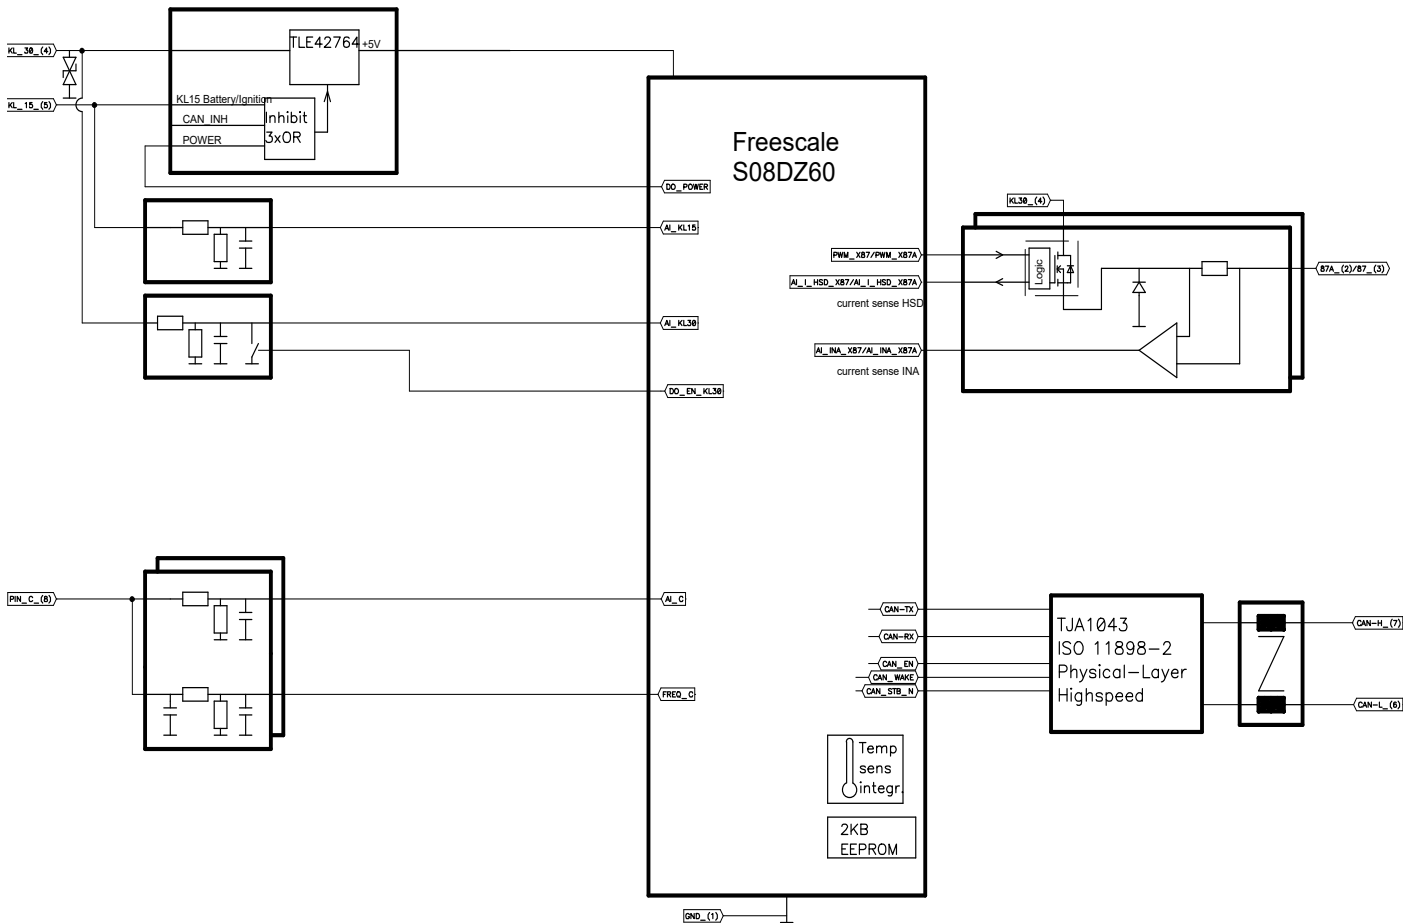 KL_30_(4)
TLE42764
+5V
KL_15_(5)
KL15 Battery/Ignition
CAN_INH
POWER
Inhibit
3xOR
Freescale
S08DZ60
DO_POWER
AI_KL15
AI_KL30
DO_EN_KL30
KL30_(4)
PWM_X87/PWM_X87A
AI_I_HSD_X87/AI_I_HSD_X87A
current sense HSD
Logic
87A_(2)/87_(3)
AI_INA_X87/AI_INA_X87A
current sense INA
PIN_C_(8)
AI_C
FREQ_C
CAN-TX
CAN-RX
CAN_EN
CAN_WAKE
CAN_STB_N
TJA1043
ISO 11898-2
Physical-Layer
Highspeed
CAN-H_(7)
CAN-L_(6)
Temp
sens
integr.
2KB
EEPROM
GND_(1)